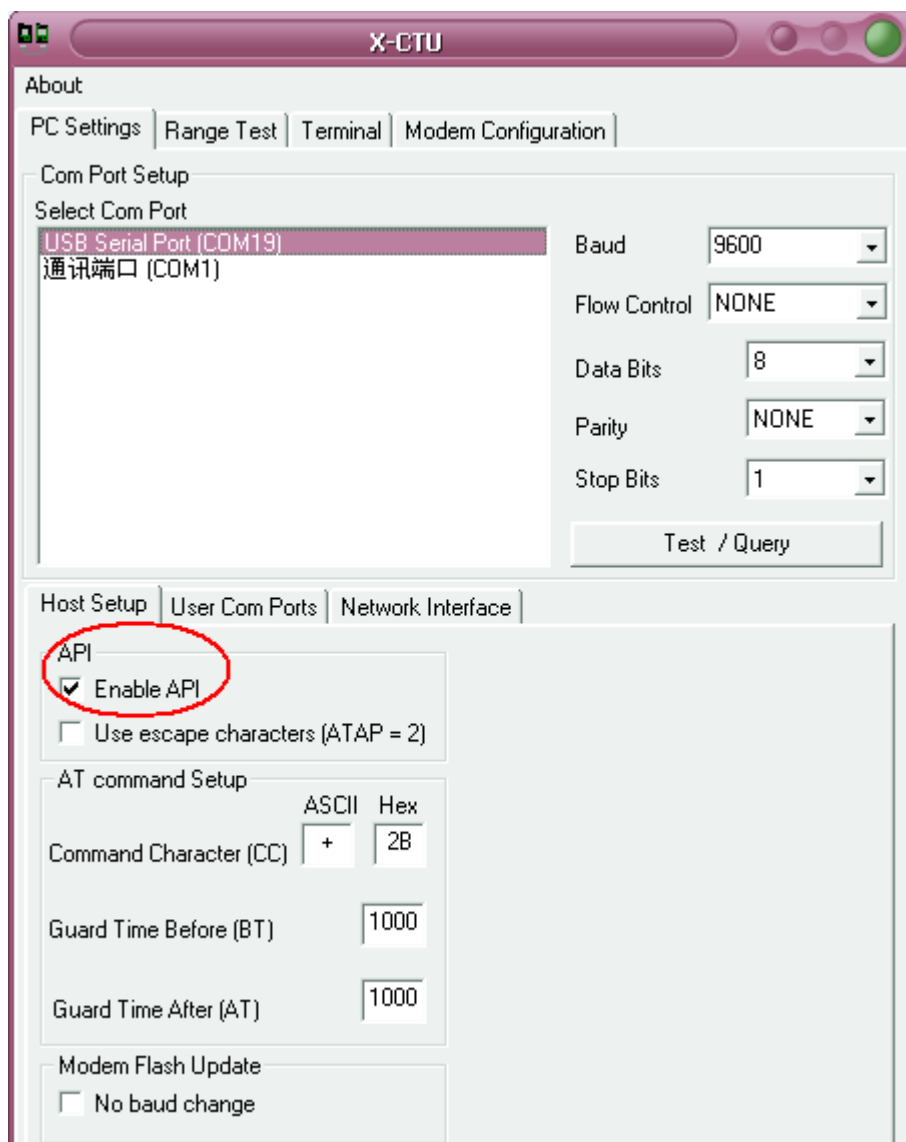 X-CTU
About
PC Settings Range Test Terminal Modem Configuration
Com Port Setup
Select Com Port
USB Serial Port (COM19)
通讯端口 (COM1)
Baud 9600
Flow Control NONE
Data Bits 8
Parity NONE
Stop Bits 1
Test / Query
Host Setup User Com Ports Network Interface
API
Enable API
Use escape characters (ATAP = 2)
AT command Setup
ASCII Hex
Command Character (CC) + 2B
Guard Time Before (BT) 1000
Guard Time After (AT) 1000
Modem Flash Update
No baud change